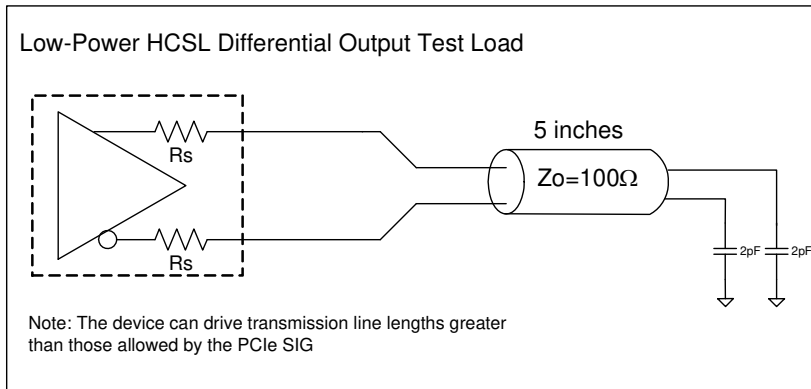 Low-Power HCSL Differential Output Test Load
Rs
5 inches
Zo=100Ω
Rs
2pF
2pF
Note: The device can drive transmission line lengths greater
than those allowed by the PCIe SIG